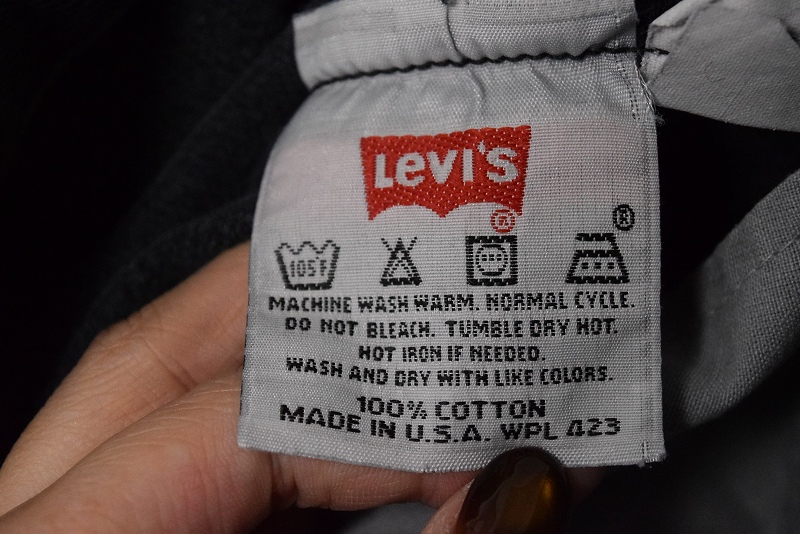 Levi's
®
®
105F
MACHINE WASH WARM. NORMAL CYCLE.
DO NOT BLEACH. TUMBLE DRY HOT.
HOT IRON IF NEEDED.
WASH AND DRY WITH LIKE COLORS.
100% COTTON
MADE IN U.S.A. WPL 423